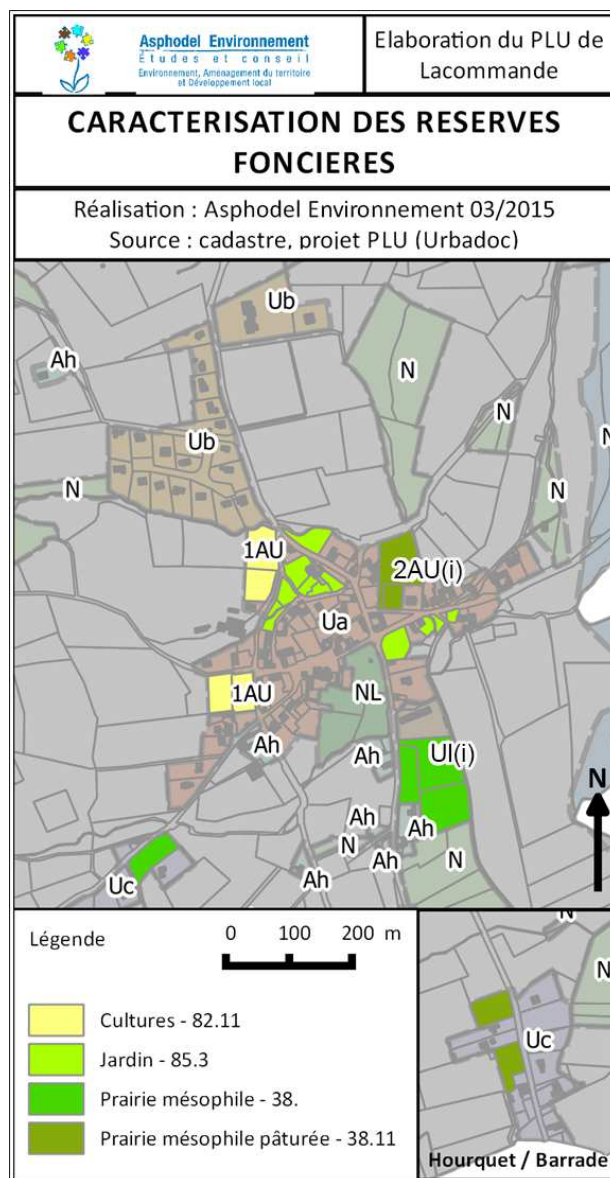 Asphodel Environnement
Études et conseil
Environnement, Aménagement du territoire
et Développement local
Elaboration du PLU de
Lacommande
CARACTERISATION DES RESERVES
FONCIERES
Réalisation : Asphodel Environnement 03/2015
Source : cadastre, projet PLU (Urbadoc)
Ub
Ah
N
N
Ub
N
N
1AU
2AU(i)
Ua
1AU
NL
Ah
Ah
UI(i)
N
Ah
N
Ah
Ah
Ah
N
Uc
N
Légende
0 100 200 m
Cultures - 82.11
Jardin - 85.3
Prairie mésophile - 38.
Prairie mésophile pâturée - 38.11
N
N
Uc
Hourquet / Barrade